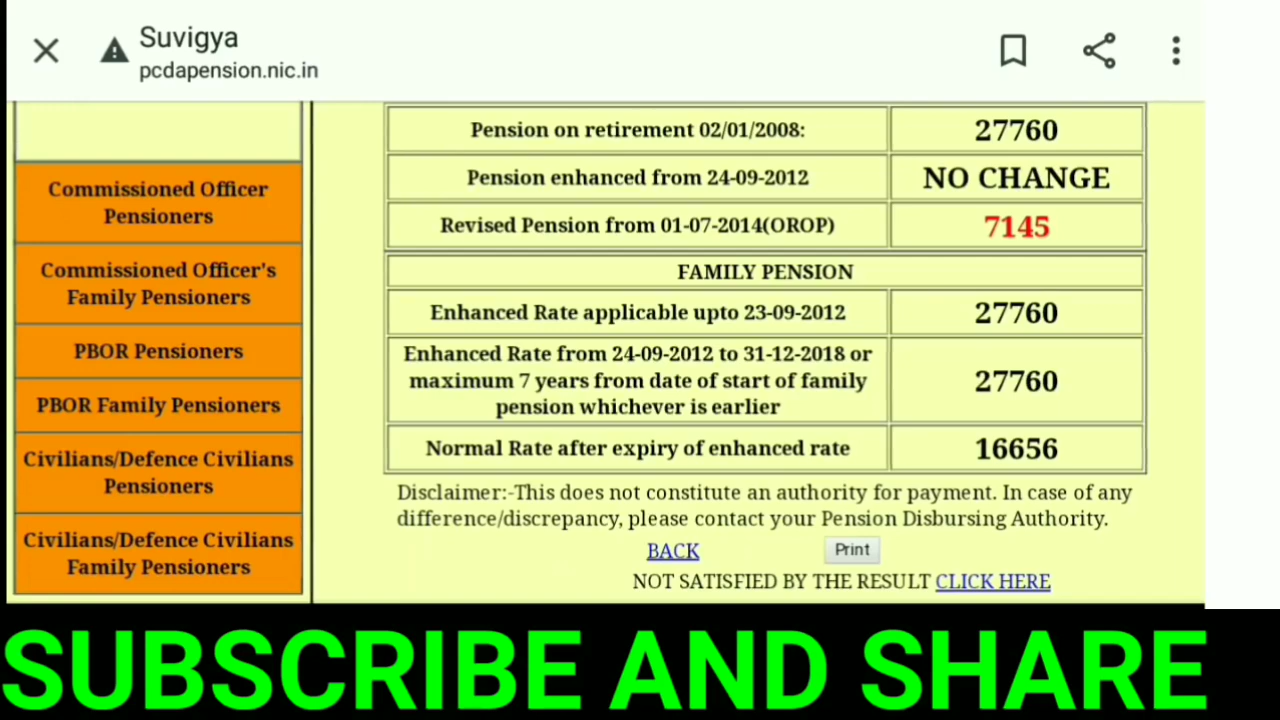 Suvigya
pcdapension.nic.in
Commissioned Officer
Pensioners
Commissioned Officer's
Family Pensioners
PBOR Pensioners
PBOR Family Pensioners
Civilians/Defence Civilians
Pensioners
Civilians/Defence Civilians
Family Pensioners
Pension on retirement 02/01/2008: 27760
Pension enhanced from 24-09-2012 NO CHANGE
Revised Pension from 01-07-2014(OROP) 7145
FAMILY PENSION
Enhanced Rate applicable upto 23-09-2012 27760
Enhanced Rate from 24-09-2012 to 31-12-2018 or
maximum 7 years from date of start of family
pension whichever is earlier
27760
Normal Rate after expiry of enhanced rate 16656
Disclaimer:-This does not constitute an authority for payment. In case of any
difference/discrepancy, please contact your Pension Disbursing Authority.
BACK Print
NOT SATISFIED BY THE RESULT CLICK HERE
SUBSCRIBE AND SHARE